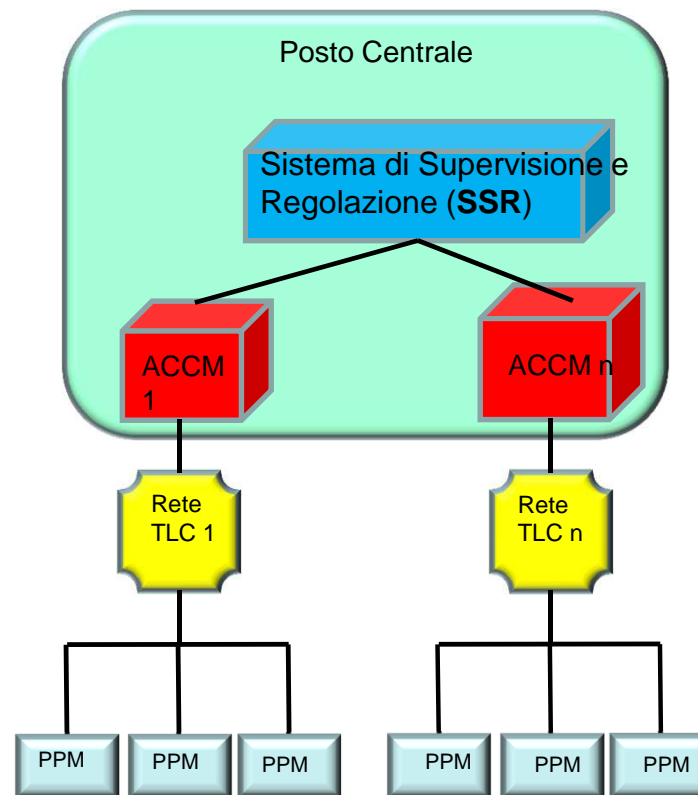 Posto Centrale
Sistema di Supervisione e
Regolazione (SSR)
ACCM
1
ACCM n
Rete
TLC 1
Rete
TLC n
PPM
PPM
PPM
PPM
PPM
PPM